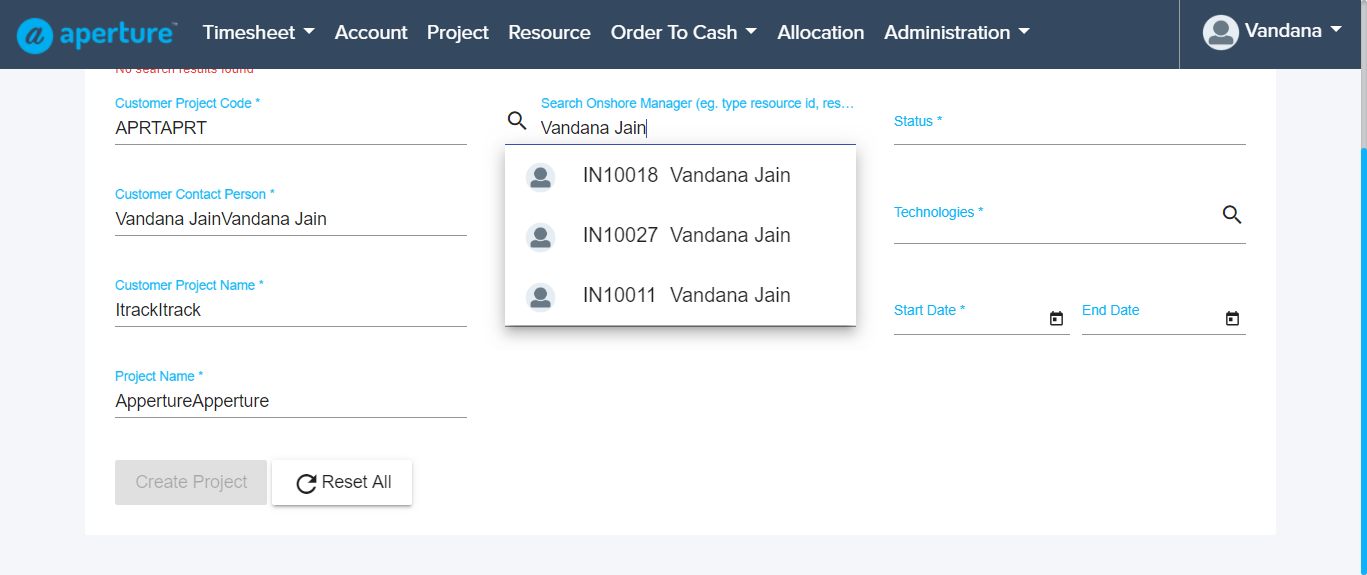 aperture™ Timesheet Account Project Resource Order To Cash Allocation Administration Vandana
No search results found
Customer Project Code *
APRTAPRT
Search Onshore Manager (eg. type resource id, res…
Vandana Jain
Status *
IN10018 Vandana Jain
Customer Contact Person *
Vandana JainVandana Jain
Technologies *
IN10027 Vandana Jain
Customer Project Name *
ItrackItrack
IN10011 Vandana Jain
Start Date *
End Date
Project Name *
AppertureApperture
Create Project
Reset All